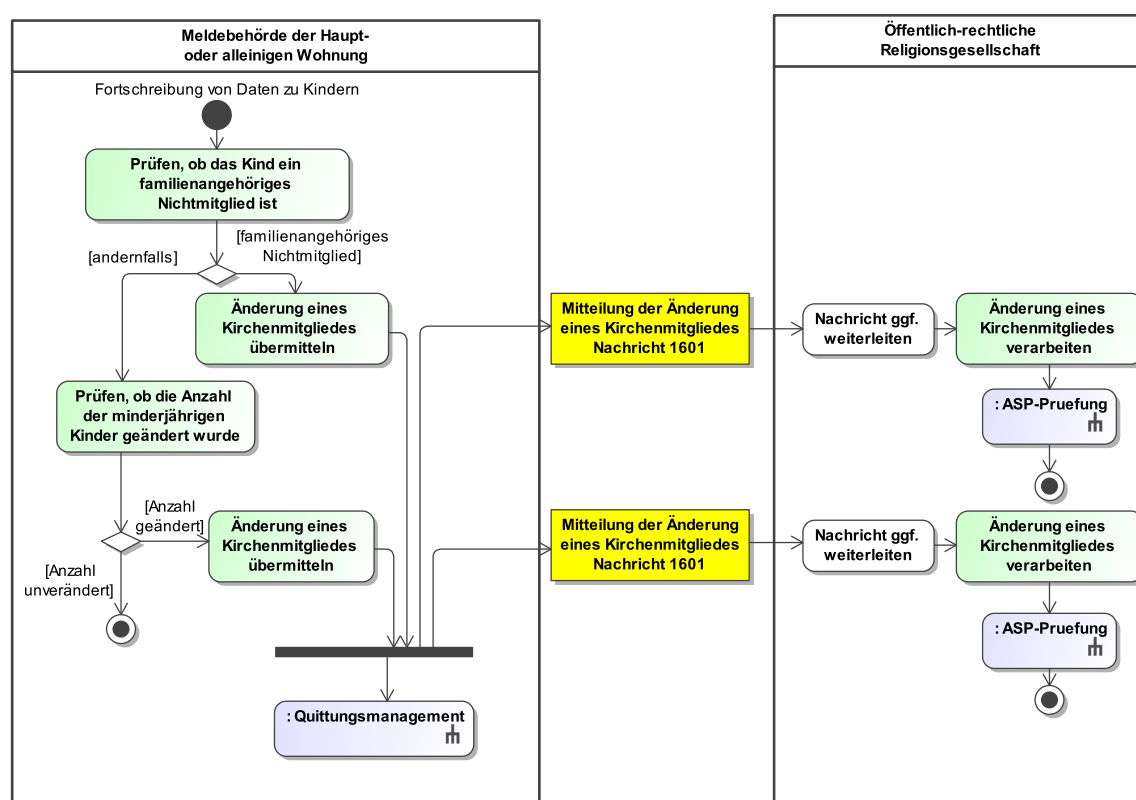 Meldebehörde der Haupt-
oder alleinigen Wohnung
Öffentlich-rechtliche
Religionsgesellschaft
Fortschreibung von Daten zu Kindern
Prüfen, ob das Kind ein
familienangehöriges
Nichtmitglied ist
[andernfalls]
[familienangehöriges
Nichtmitglied]
Änderung eines
Kirchenmitgliedes
übermitteln
Mitteilung der Änderung
eines Kirchenmitgliedes
Nachricht 1601
Nachricht ggf.
weiterleiten
Änderung eines
Kirchenmitgliedes
verarbeiten
: ASP-Pruefung
Prüfen, ob die Anzahl
der minderjährigen
Kinder geändert wurde
[Anzahl
geändert]
[Anzahl
unverändert]
Änderung eines
Kirchenmitgliedes
übermitteln
Mitteilung der Änderung
eines Kirchenmitgliedes
Nachricht 1601
Nachricht ggf.
weiterleiten
Änderung eines
Kirchenmitgliedes
verarbeiten
: ASP-Pruefung
: Quittungsmanagement